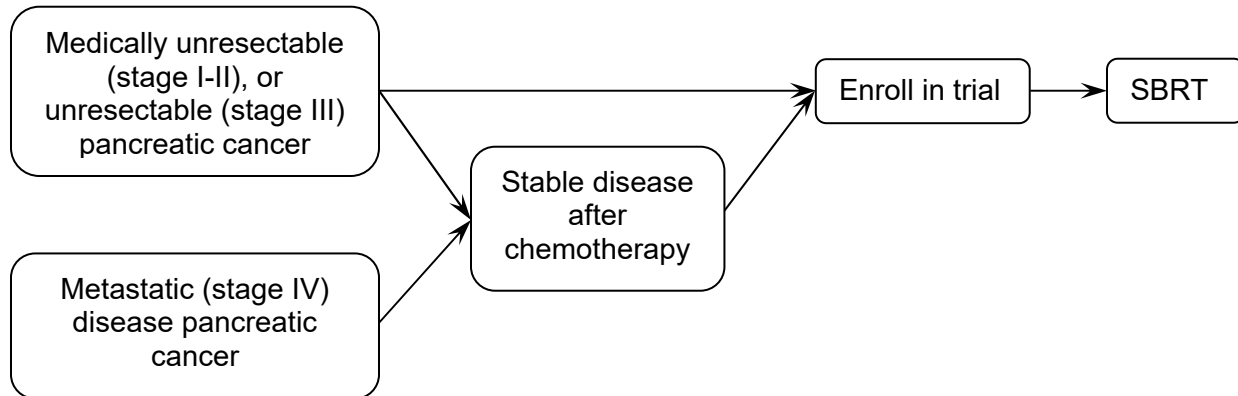 Medically unresectable
(stage I-II), or
unresectable (stage III)
pancreatic cancer
Enroll in trial
SBRT
Stable disease
after
chemotherapy
Metastatic (stage IV)
disease pancreatic
cancer